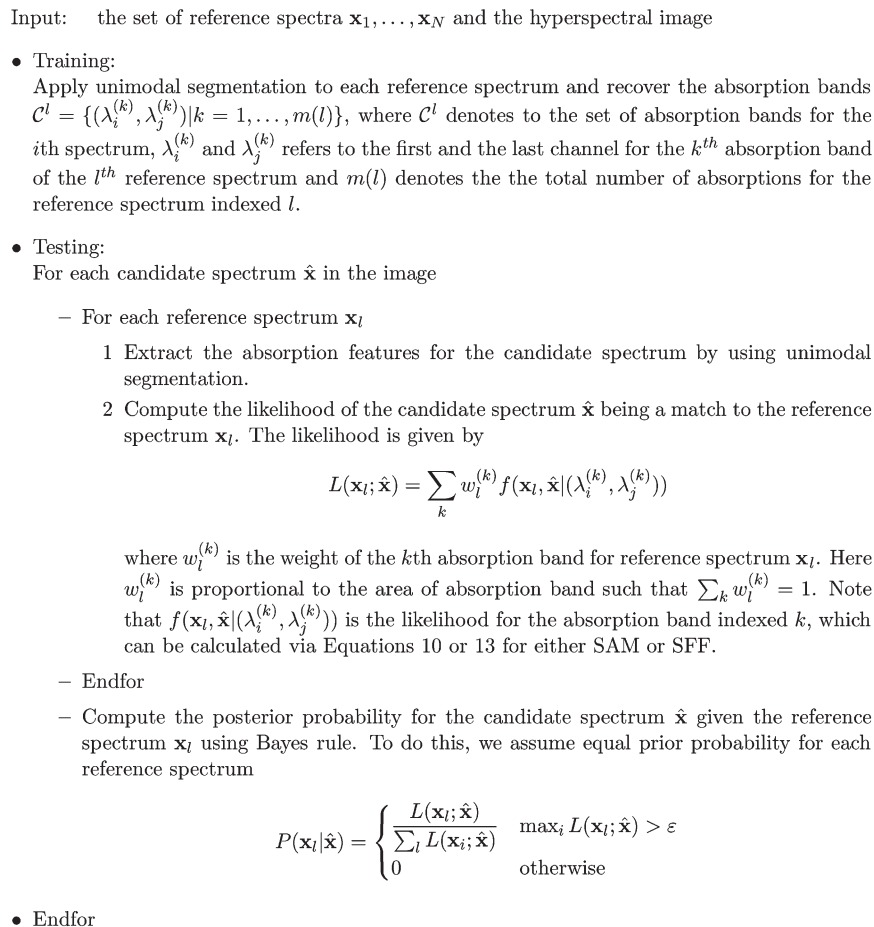 Input: the set of reference spectra x_1, . . . , x_N and the hyperspectral image
• Training:
Apply unimodal segmentation to each reference spectrum and recover the absorption bands
C^l = {(λ_i^{(k)}, λ_j^{(k)})|k = 1, . . . , m(l)}, where C^l denotes to the set of absorption bands for the
ith spectrum, λ_i^{(k)} and λ_j^{(k)} refers to the first and the last channel for the k^{th} absorption band
of the l^{th} reference spectrum and m(l) denotes the the total number of absorptions for the
reference spectrum indexed l.
• Testing:
For each candidate spectrum x̂ in the image
– For each reference spectrum x_l
1 Extract the absorption features for the candidate spectrum by using unimodal
segmentation.
2 Compute the likelihood of the candidate spectrum x̂ being a match to the reference
spectrum x_l. The likelihood is given by
L(x_l; x̂) = ∑_k w_l^{(k)} f(x_l, x̂|(λ_i^{(k)}, λ_j^{(k)}))
where w_l^{(k)} is the weight of the kth absorption band for reference spectrum x_l. Here
w_l^{(k)} is proportional to the area of absorption band such that ∑_k w_l^{(k)} = 1. Note
that f(x_l, x̂|(λ_i^{(k)}, λ_j^{(k)})) is the likelihood for the absorption band indexed k, which
can be calculated via Equations 10 or 13 for either SAM or SFF.
– Endfor
– Compute the posterior probability for the candidate spectrum x̂ given the reference
spectrum x_l using Bayes rule. To do this, we assume equal prior probability for each
reference spectrum
P(x_l|x̂) = { L(x_l; x̂) / ∑_l L(x_i; x̂) max_i L(x_l; x̂) > ε
0 otherwise
• Endfor